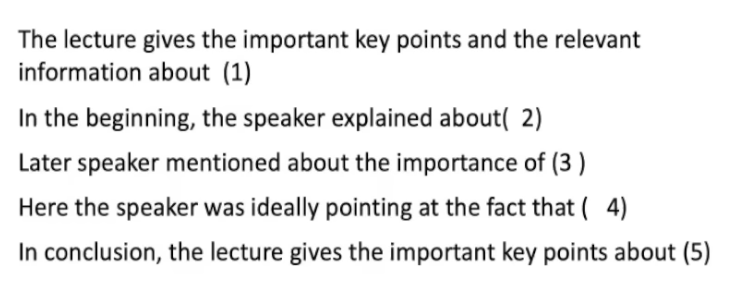 The lecture gives the important key points and the relevant
information about  (1)
In the beginning, the speaker explained about(  2)
Later speaker mentioned about the importance of (3 )
Here the speaker was ideally pointing at the fact that (   4)
In conclusion, the lecture gives the important key points about (5)